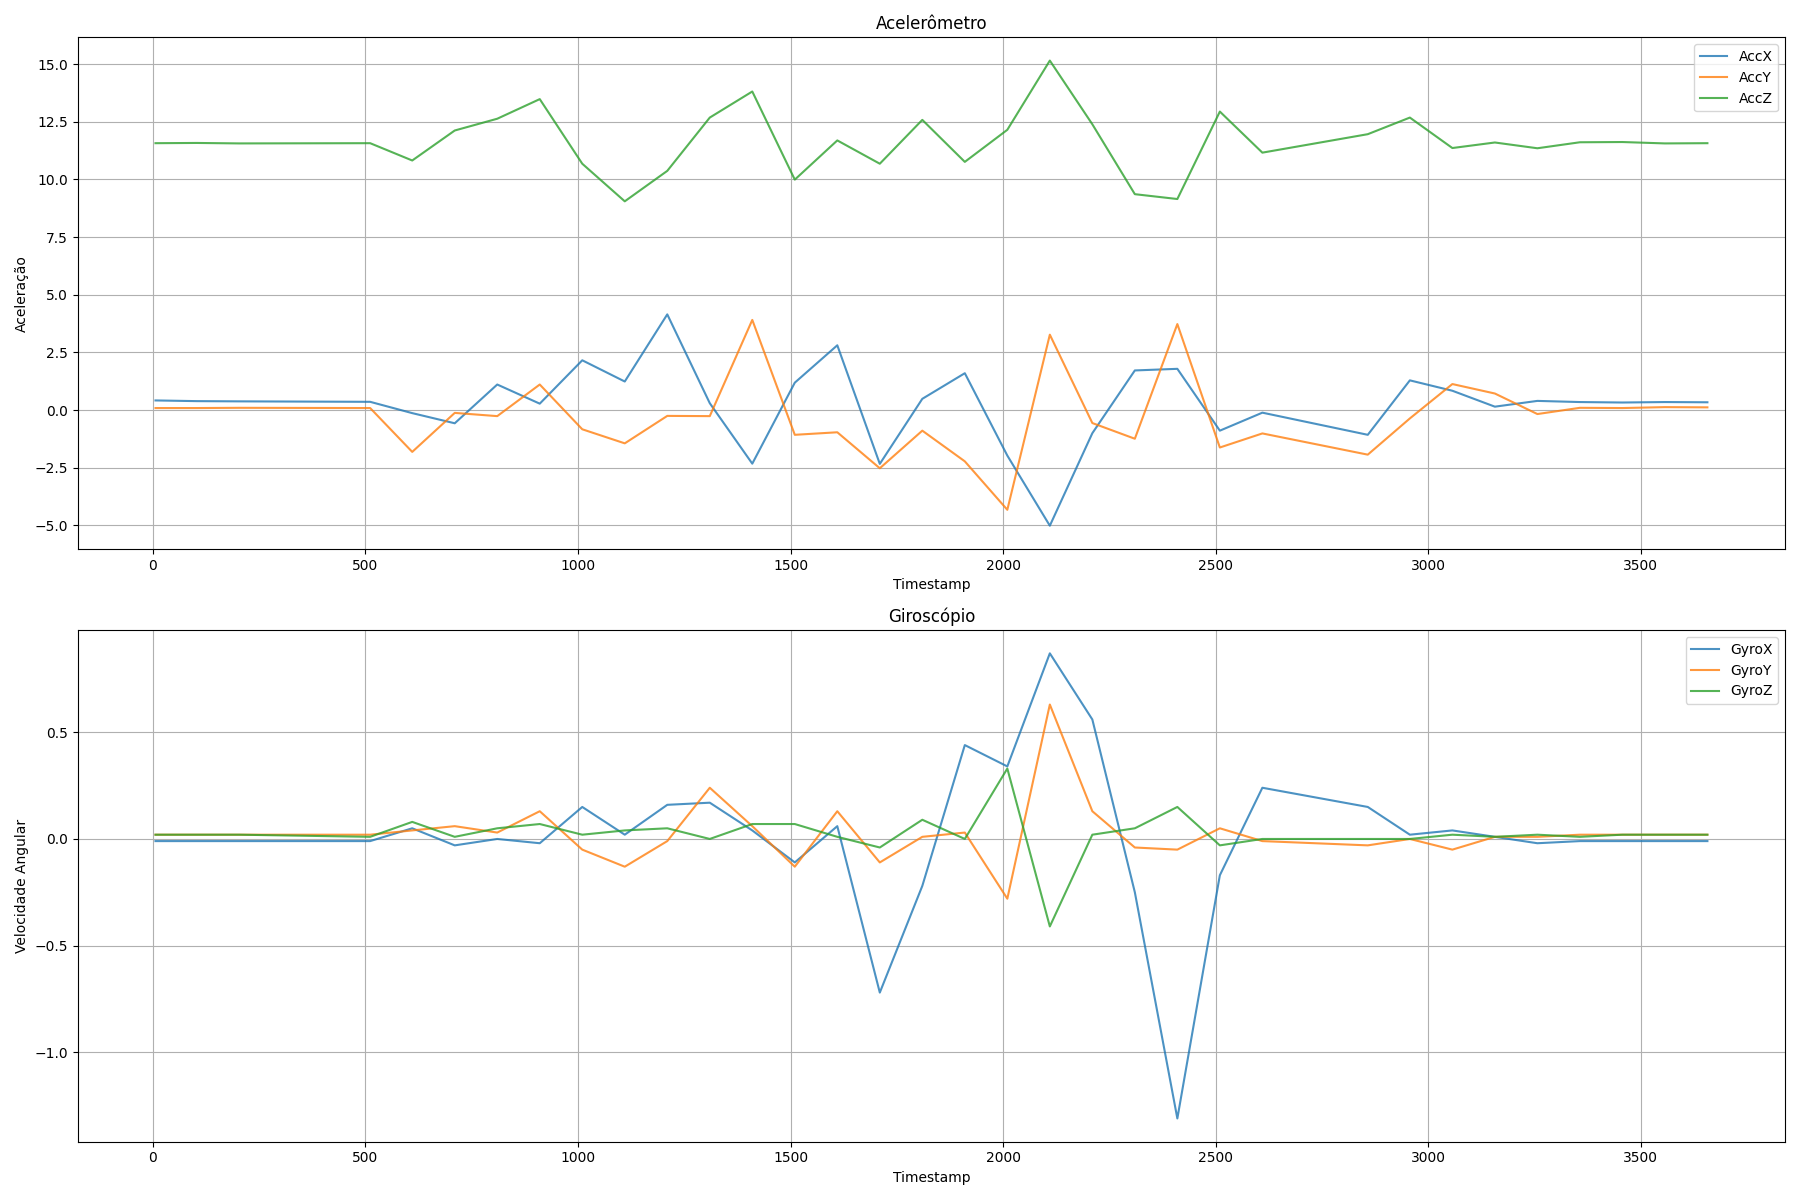 Acelerômetro
AccX
AccY
AccZ
15.0
12.5
10.0
7.5
5.0
2.5
0.0
−2.5
−5.0
Aceleração
0 500 1000 1500 2000 2500 3000 3500
Timestamp
Giroscópio
GyroX
GyroY
GyroZ
0.5
0.0
−0.5
−1.0
Velocidade Angular
0 500 1000 1500 2000 2500 3000 3500
Timestamp